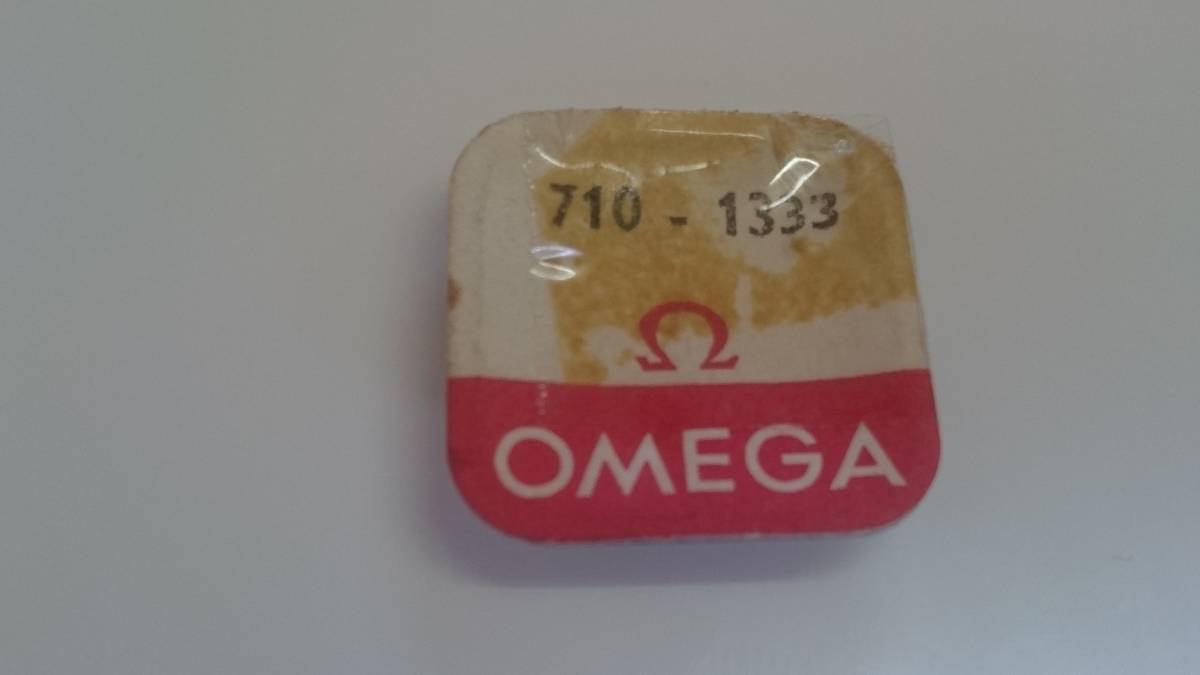 710 - 1333
Ω
OMEGA